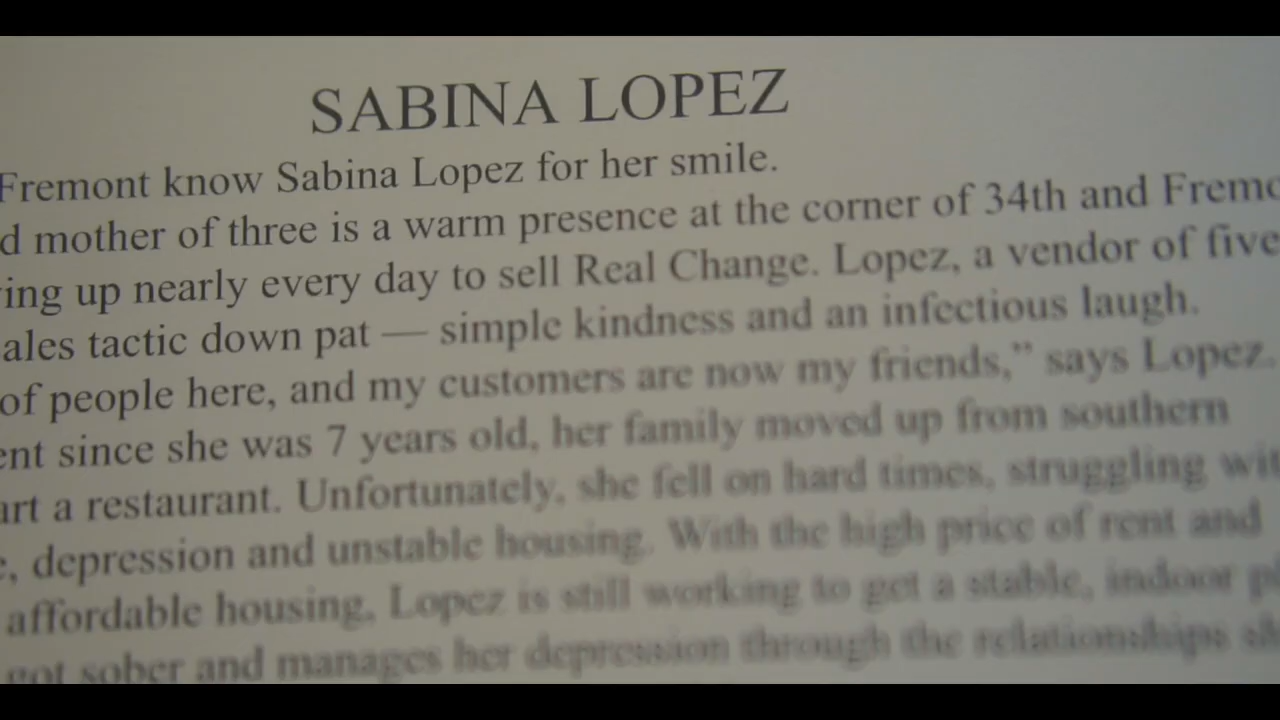 SABINA LOPEZ
Fremont know Sabina Lopez for her smile.
d mother of three is a warm presence at the corner of 34th and Fremo
ing up nearly every day to sell Real Change. Lopez, a vendor of five
ales tactic down pat — simple kindness and an infectious laugh.
of people here, and my customers are now my friends,” says Lopez.
ent since she was 7 years old, her family moved up from southern
art a restaurant. Unfortunately, she fell on hard times, struggling wit
e, depression and unstable housing. With the high price of rent and
affordable housing, Lopez is still working to get a stable, indoor pl
got sober and manages her depression through the relationships sh